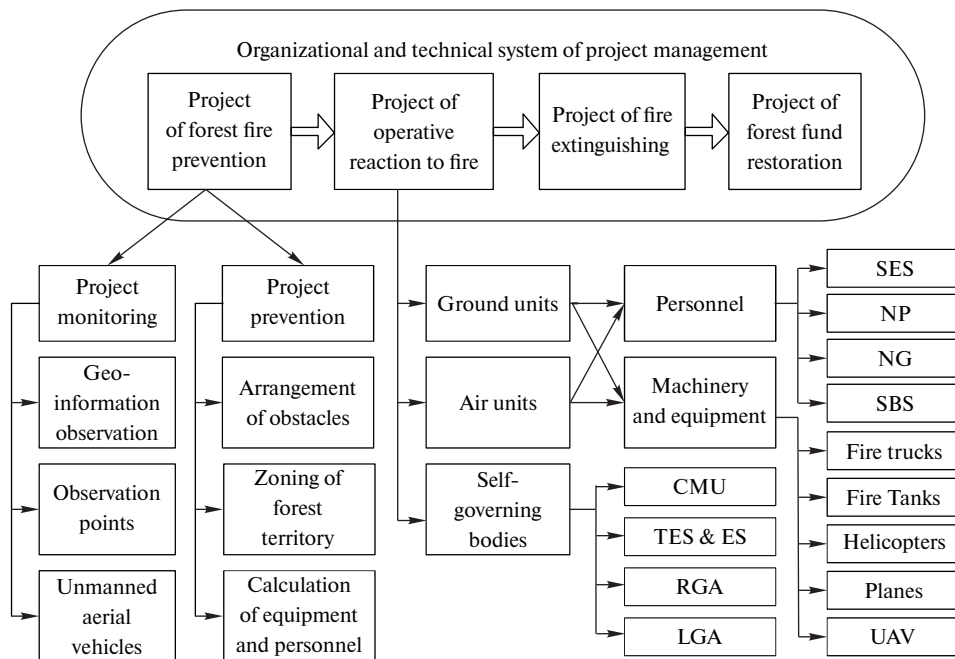 Organizational and technical system of project management
Project
of forest fire
prevention
Project of
operative
reaction to fire
Project of fire
extinguishing
Project of
forest fund
restoration
Project
monitoring
Geo-
information
observation
Observation
points
Unmanned
aerial
vehicles
Project
prevention
Arrangement
of obstacles
Zoning of
forest
territory
Calculation
of equipment
and personnel
Ground units
Air units
Self-
governing
bodies
Personnel
Machinery
and equipment
CMU
TES & ES
RGA
LGA
SES
NP
NG
SBS
Fire trucks
Fire Tanks
Helicopters
Planes
UAV